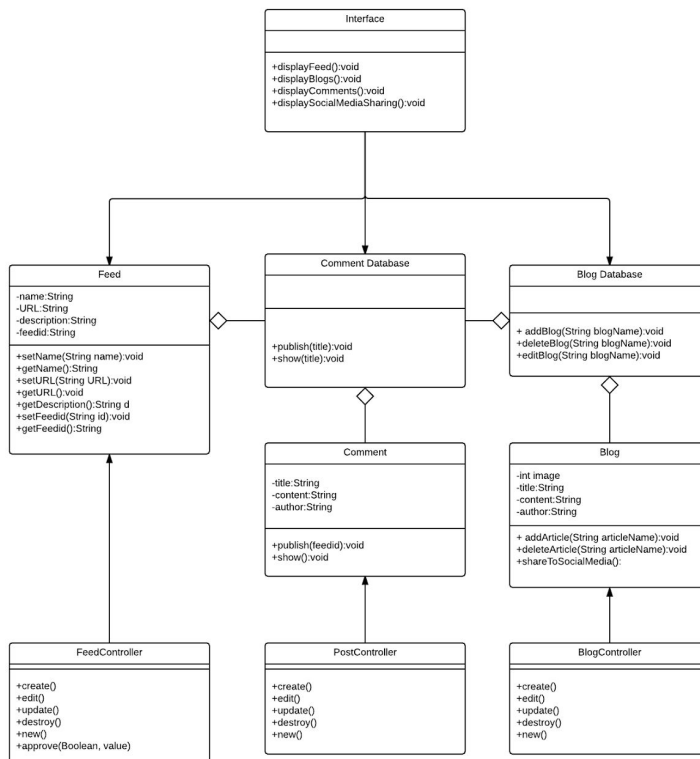 Interface
+displayFeed():void
+displayBlogs():void
+displayComments():void
+displaySocialMediaSharing():void
Feed
-name:String
-URL:String
-description:String
-feedid:String
+setName(String name):void
+getName():String
+setURL(String URL):void
+getURL():void
+getDescription():String d
+setFeedid(String id):void
+getFeedid():String
Comment Database
+publish(title):void
+show(title):void
Blog Database
+ addBlog(String blogName):void
+deleteBlog(String blogName):void
+editBlog(String blogName):void
Comment
-title:String
-content:String
-author:String
+publish(feedid):void
+show():void
Blog
-int image
-title:String
-content:String
-author:String
+ addArticle(String articleName):void
+deleteArticle(String articleName):void
+shareToSocialMedia():
FeedController
+create()
+edit()
+update()
+destroy()
+new()
+approve(Boolean, value)
PostController
+create()
+edit()
+update()
+destroy()
+new()
BlogController
+create()
+edit()
+update()
+destroy()
+new()